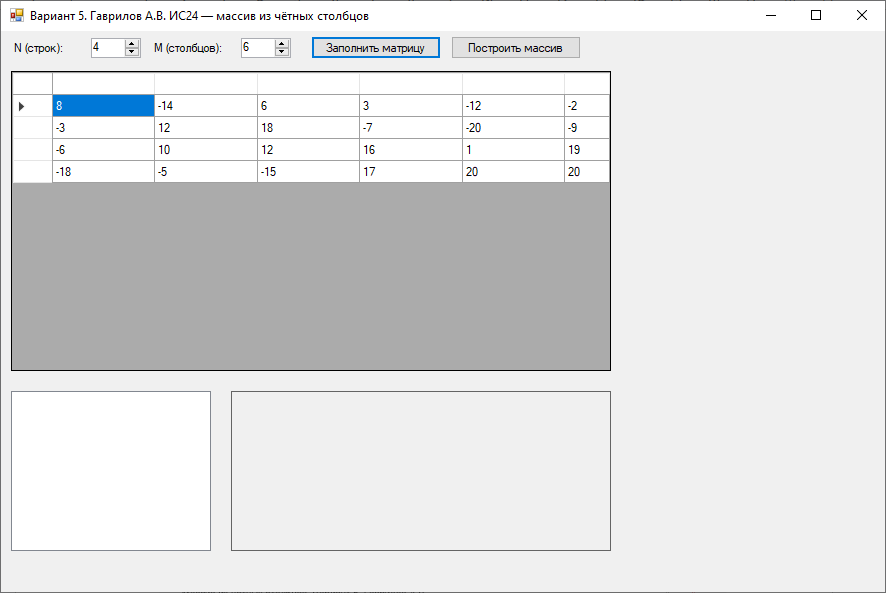 Вариант 5. Гаврилов А.В. ИС24 — массив из чётных столбцов
N (строк): 4 M (столбцов): 6 Заполнить матрицу Построить массив
8 -14 6 3 -12 -2
-3 12 18 -7 -20 -9
-6 10 12 16 1 19
-18 -5 -15 17 20 20